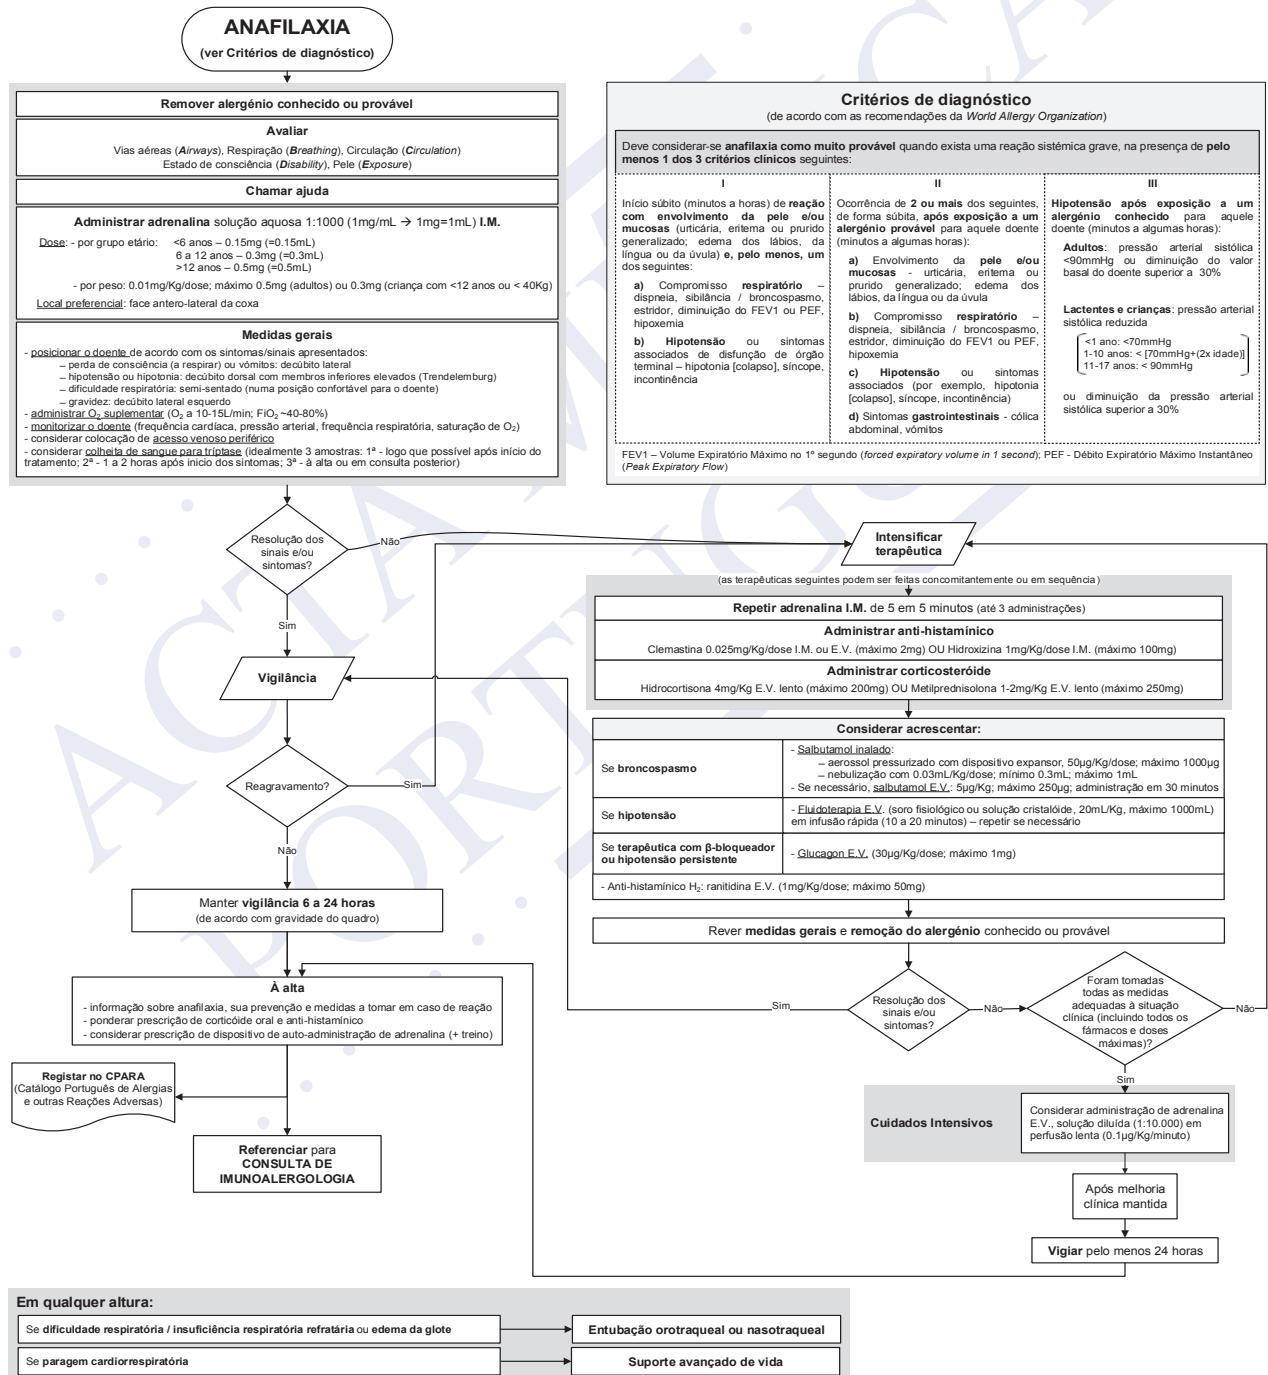 ANAFILAXIA
(ver Critérios de diagnóstico)
Remover alergénio conhecido ou provável
Avaliar
Vias aéreas (Airways), Respiração (Breathing), Circulação (Circulation)
Estado de consciência (Disability), Pele (Exposure)
Chamar ajuda
Administrar adrenalina solução aquosa 1:1000 (1mg/mL → 1mg=1mL) I.M.
Dose: - por grupo etário: <6 anos – 0.15mg (=0.15mL)
6 a 12 anos – 0.3mg (=0.3mL)
>12 anos – 0.5mg (=0.5mL)
- por peso: 0.01mg/Kg/dose; máximo 0.5mg (adultos) ou 0.3mg (criança com <12 anos ou < 40Kg)
Local preferencial: face antero-lateral da coxa
Medidas gerais
- posicionar o doente de acordo com os sintomas/sinais apresentados:
– perda de consciência (a respirar) ou vómitos: decúbito lateral
– hipotensão ou hipotonia: decúbito dorsal com membros inferiores elevados (Trendelemburg)
– dificuldade respiratória: semi-sentado (numa posição confortável para o doente)
– gravidez: decúbito lateral esquerdo
- administrar O2 suplementar (O2 a 10-15L/min; FiO2 ~40-80%)
- monitorizar o doente (frequência cardíaca, pressão arterial, frequência respiratória, saturação de O2)
- considerar colocação de acesso venoso periférico
- considerar colheita de sangue para tríptase (idealmente 3 amostras: 1ª - logo que possível após início do
tratamento; 2ª - 1 a 2 horas após inicio dos sintomas; 3ª - à alta ou em consulta posterior)
Critérios de diagnóstico
(de acordo com as recomendações da World Allergy Organization)
Deve considerar-se anafilaxia como muito provável quando exista uma reação sistémica grave, na presença de pelo
menos 1 dos 3 critérios clínicos seguintes:
I
Início súbito (minutos a horas) de reação
com envolvimento da pele e/ou
mucosas (urticária, eritema ou prurido
generalizado; edema dos lábios, da
língua ou da úvula) e, pelo menos, um
dos seguintes:
a) Compromisso respiratório –
dispneia, sibilância / broncospasmo,
estridor, diminuição do FEV1 ou PEF,
hipoxemia
b) Hipotensão ou sintomas
associados de disfunção de órgão
terminal – hipotonia [colapso], síncope,
incontinência
II
Ocorrência de 2 ou mais dos seguintes,
de forma súbita, após exposição a um
alergénio provável para aquele doente
(minutos a algumas horas):
a) Envolvimento da pele e/ou
mucosas - urticária, eritema ou
prurido generalizado; edema dos
lábios, da língua ou da úvula
b) Compromisso respiratório –
dispneia, sibilância / broncospasmo,
estridor, diminuição do FEV1 ou PEF,
hipoxemia
c) Hipotensão ou sintomas
associados (por exemplo, hipotonia
[colapso], síncope, incontinência)
d) Sintomas gastrointestinais - cólica
abdominal, vómitos
III
Hipotensão após exposição a um
alergénio conhecido para aquele
doente (minutos a algumas horas):
Adultos: pressão arterial sistólica
<90mmHg ou diminuição do valor
basal do doente superior a 30%
Lactentes e crianças: pressão arterial
sistólica reduzida
<1 ano: <70mmHg
1-10 anos: < [70mmHg+(2x idade)]
11-17 anos: < 90mmHg
ou diminuição da pressão arterial
sistólica superior a 30%
FEV1 – Volume Expiratório Máximo no 1º segundo (forced expiratory volume in 1 second); PEF - Débito Expiratório Máximo Instantâneo
(Peak Expiratory Flow)
Resolução dos
sinais e/ou
sintomas?
Não
Sim
Vigilância
Reagravamento?
Sim
Não
Manter vigilância 6 a 24 horas
(de acordo com gravidade do quadro)
À alta
- informação sobre anafilaxia, sua prevenção e medidas a tomar em caso de reação
- ponderar prescrição de corticóide oral e anti-histamínico
- considerar prescrição de dispositivo de auto-administração de adrenalina (+ treino)
Registar no CPARA
(Catálogo Português de Alergias
e outras Reações Adversas)
Referenciar para
CONSULTA DE
IMUNOALERGOLOGIA
Intensificar
terapêutica
(as terapêuticas seguintes podem ser feitas concomitantemente ou em sequência)
Repetir adrenalina I.M. de 5 em 5 minutos (até 3 administrações)
Administrar anti-histamínico
Clemastina 0.025mg/Kg/dose I.M. ou E.V. (máximo 2mg) OU Hidroxizina 1mg/Kg/dose I.M. (máximo 100mg)
Administrar corticosteróide
Hidrocortisona 4mg/Kg E.V. lento (máximo 200mg) OU Metilprednisolona 1-2mg/Kg E.V. lento (máximo 250mg)
Considerar acrescentar:
Se broncospasmo
- Salbutamol inalado:
– aerossol pressurizado com dispositivo expansor, 50µg/Kg/dose; máximo 1000µg
– nebulização com 0.03mL/Kg/dose; mínimo 0.3mL; máximo 1mL
- Se necessário, salbutamol E.V.: 5µg/Kg; máximo 250µg; administração em 30 minutos
Se hipotensão
- Fluidoterapia E.V. (soro fisiológico ou solução cristalóide, 20mL/Kg, máximo 1000mL)
em infusão rápida (10 a 20 minutos) – repetir se necessário
Se terapêutica com β-bloqueador
ou hipotensão persistente
- Glucagon E.V. (30µg/Kg/dose; máximo 1mg)
- Anti-histamínico H2: ranitidina E.V. (1mg/Kg/dose; máximo 50mg)
Rever medidas gerais e remoção do alergénio conhecido ou provável
Resolução dos
sinais e/ou
sintomas?
Sim
Não
Foram tomadas
todas as medidas
adequadas à situação
clínica (incluindo todos os
fármacos e doses
máximas)?
Não
Sim
Cuidados Intensivos
Considerar administração de adrenalina
E.V., solução diluída (1:10.000) em
perfusão lenta (0.1µg/Kg/minuto)
Após melhoria
clínica mantida
Vigiar pelo menos 24 horas
Em qualquer altura:
Se dificuldade respiratória / insuficiência respiratória refratária ou edema da glote
Entubação orotraqueal ou nasotraqueal
Se paragem cardiorrespiratória
Suporte avançado de vida